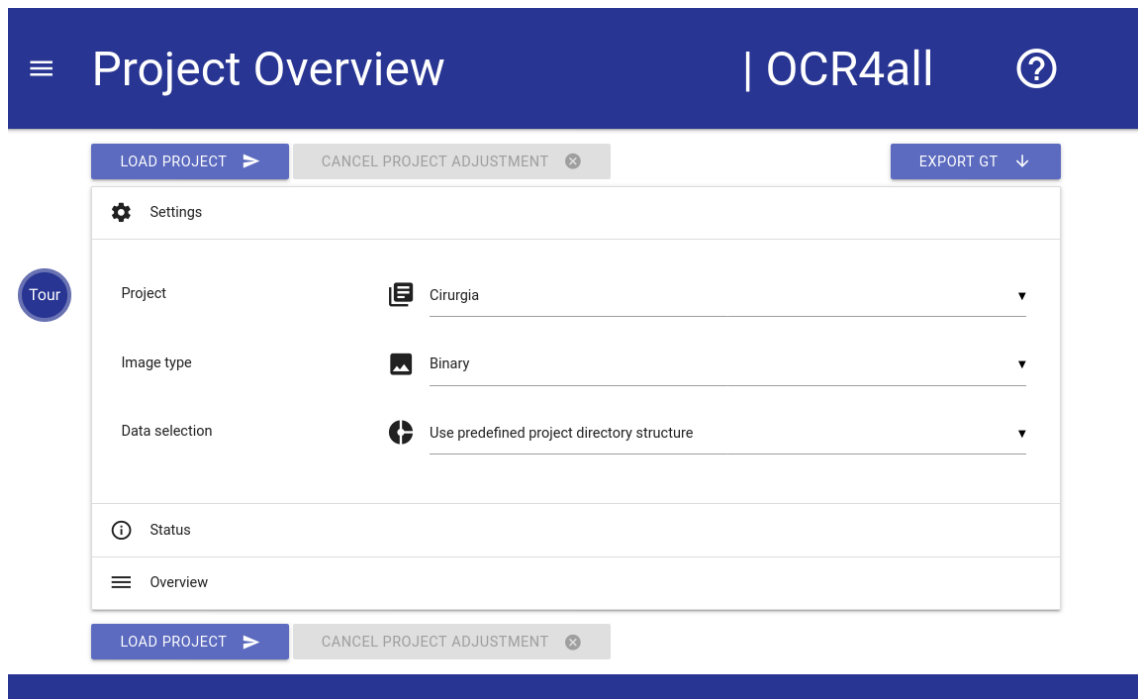 Project Overview | OCR4all
LOAD PROJECT CANCEL PROJECT ADJUSTMENT EXPORT GT
Settings
Tour
Project Cirurgia
Image type Binary
Data selection Use predefined project directory structure
Status
Overview
LOAD PROJECT CANCEL PROJECT ADJUSTMENT